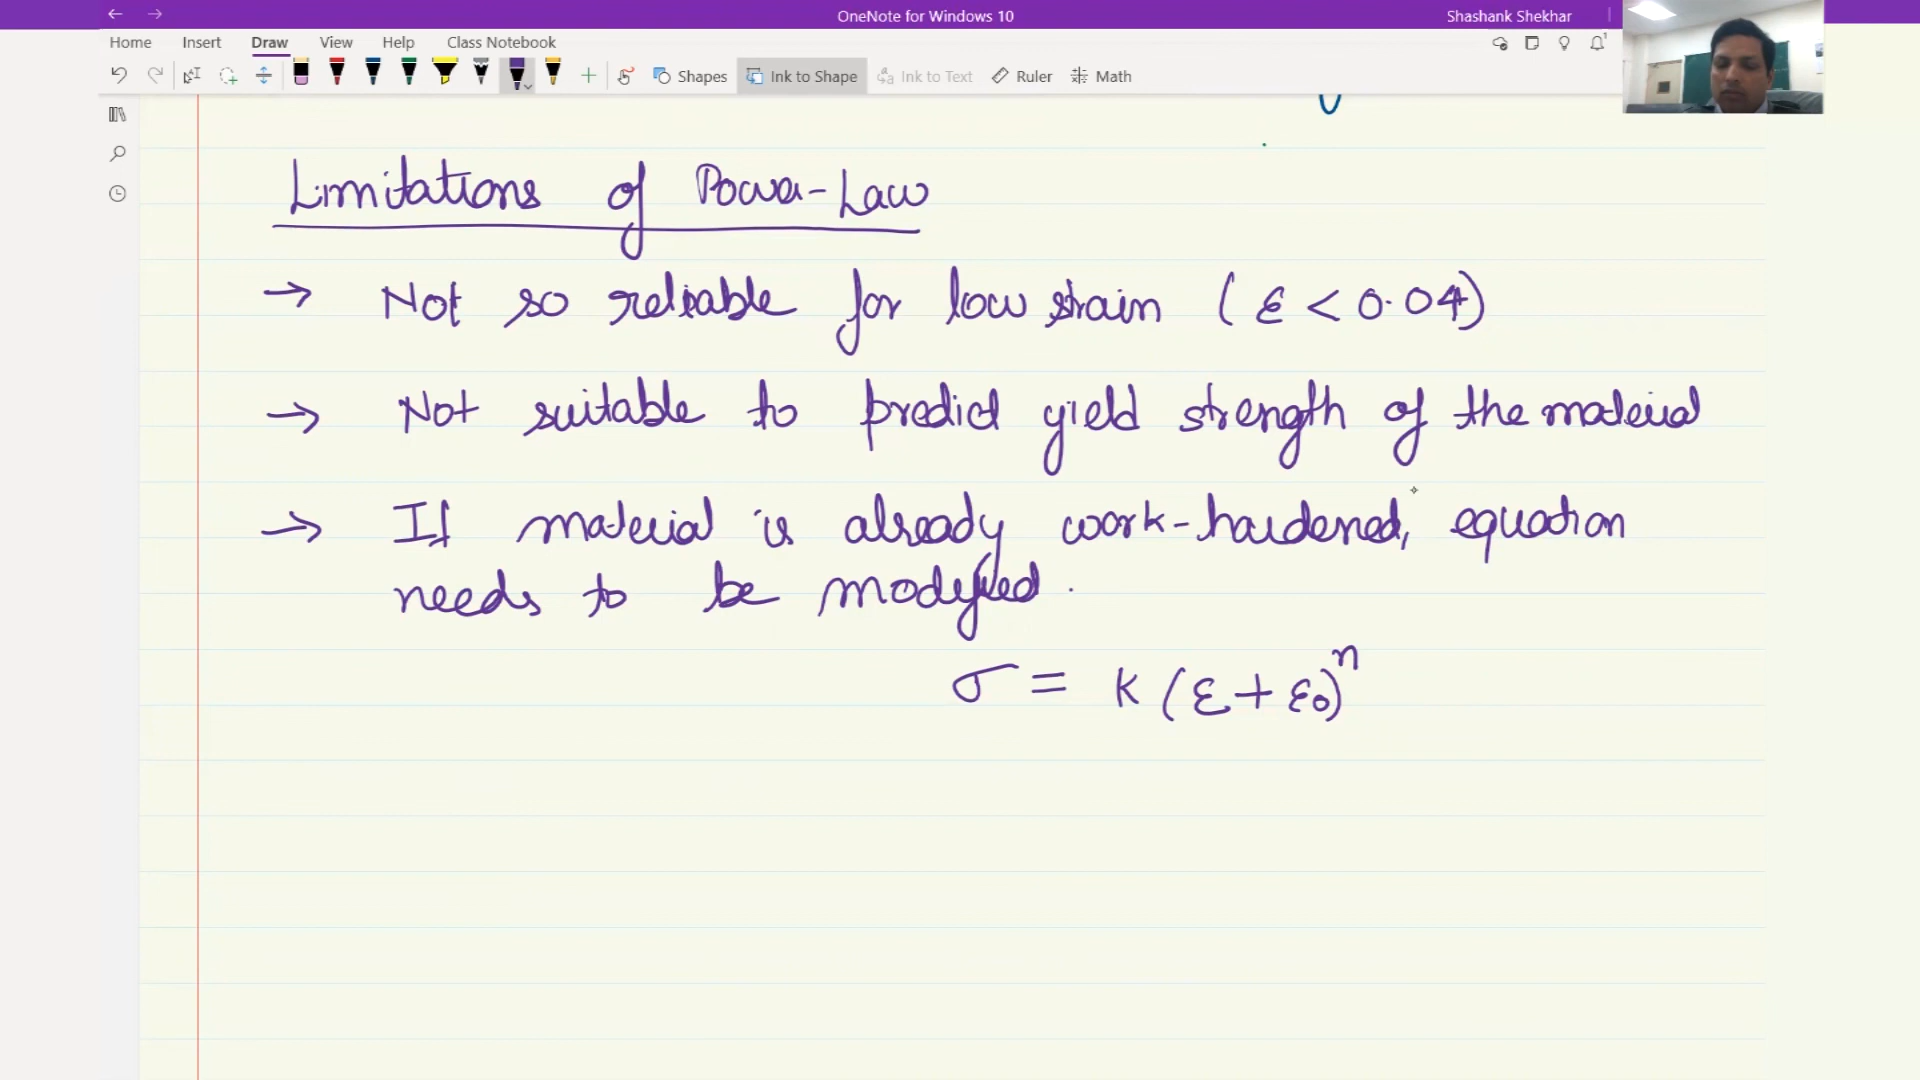 OneNote for Windows 10
Shashank Shekhar
Home Insert Draw View Help Class Notebook
Shapes Ink to Shape Ink to Text Ruler Math
Limitations of Power-Law
→ Not so reliable for low strain (ε < 0.04)
→ Not suitable to predict yield strength of the material
→ If material is already work-hardened, equation
needs to be modified.
σ = K (ε + ε₀)ⁿ